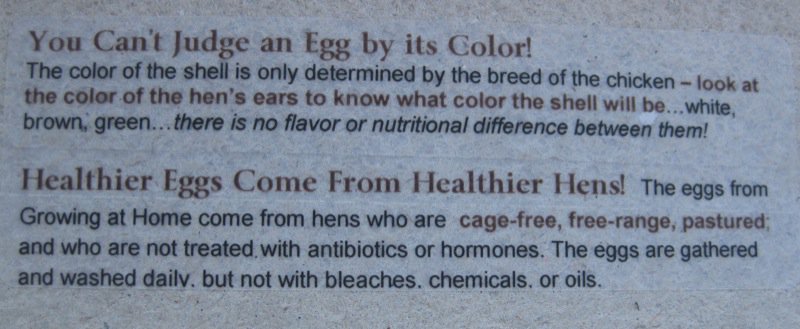 You Can't Judge an Egg by its Color!
The color of the shell is only determined by the breed of the chicken – look at
the color of the hen's ears to know what color the shell will be...white,
brown, green...there is no flavor or nutritional difference between them!
Healthier Eggs Come From Healthier Hens! The eggs from
Growing at Home come from hens who are cage-free, free-range, pastured;
and who are not treated with antibiotics or hormones. The eggs are gathered
and washed daily, but not with bleaches, chemicals, or oils.